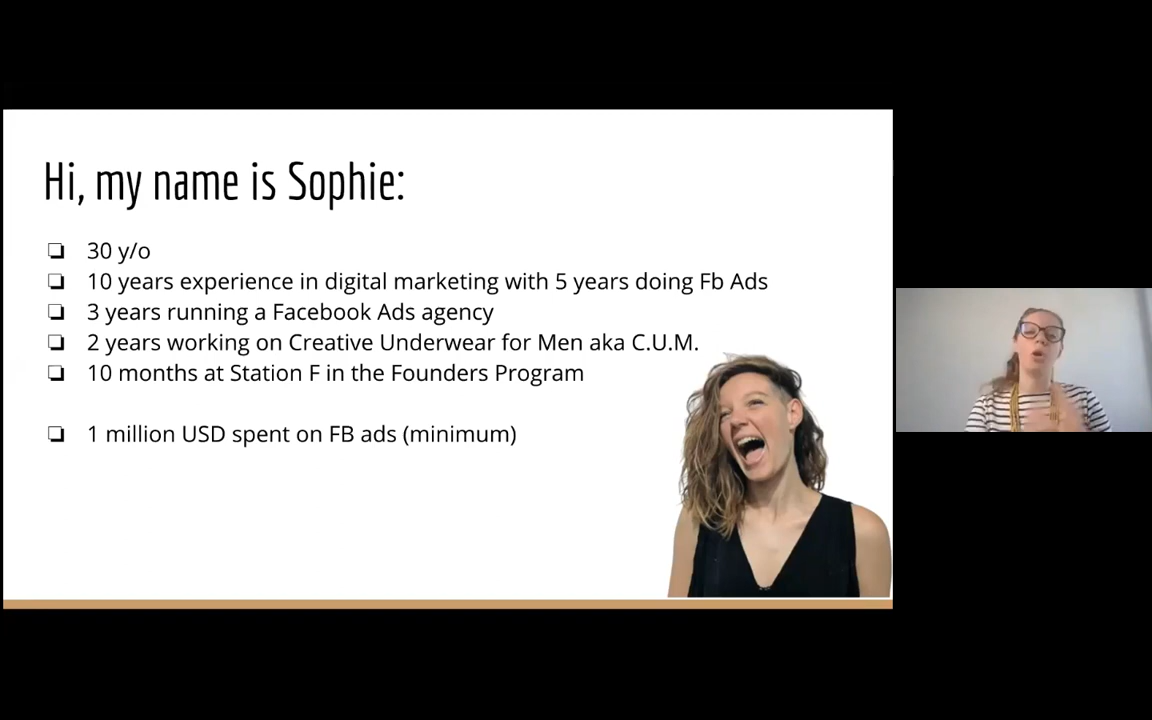 Hi, my name is Sophie:
❏ 30 y/o
❏ 10 years experience in digital marketing with 5 years doing Fb Ads
❏ 3 years running a Facebook Ads agency
❏ 2 years working on Creative Underwear for Men aka C.U.M.
❏ 10 months at Station F in the Founders Program
❏ 1 million USD spent on FB ads (minimum)